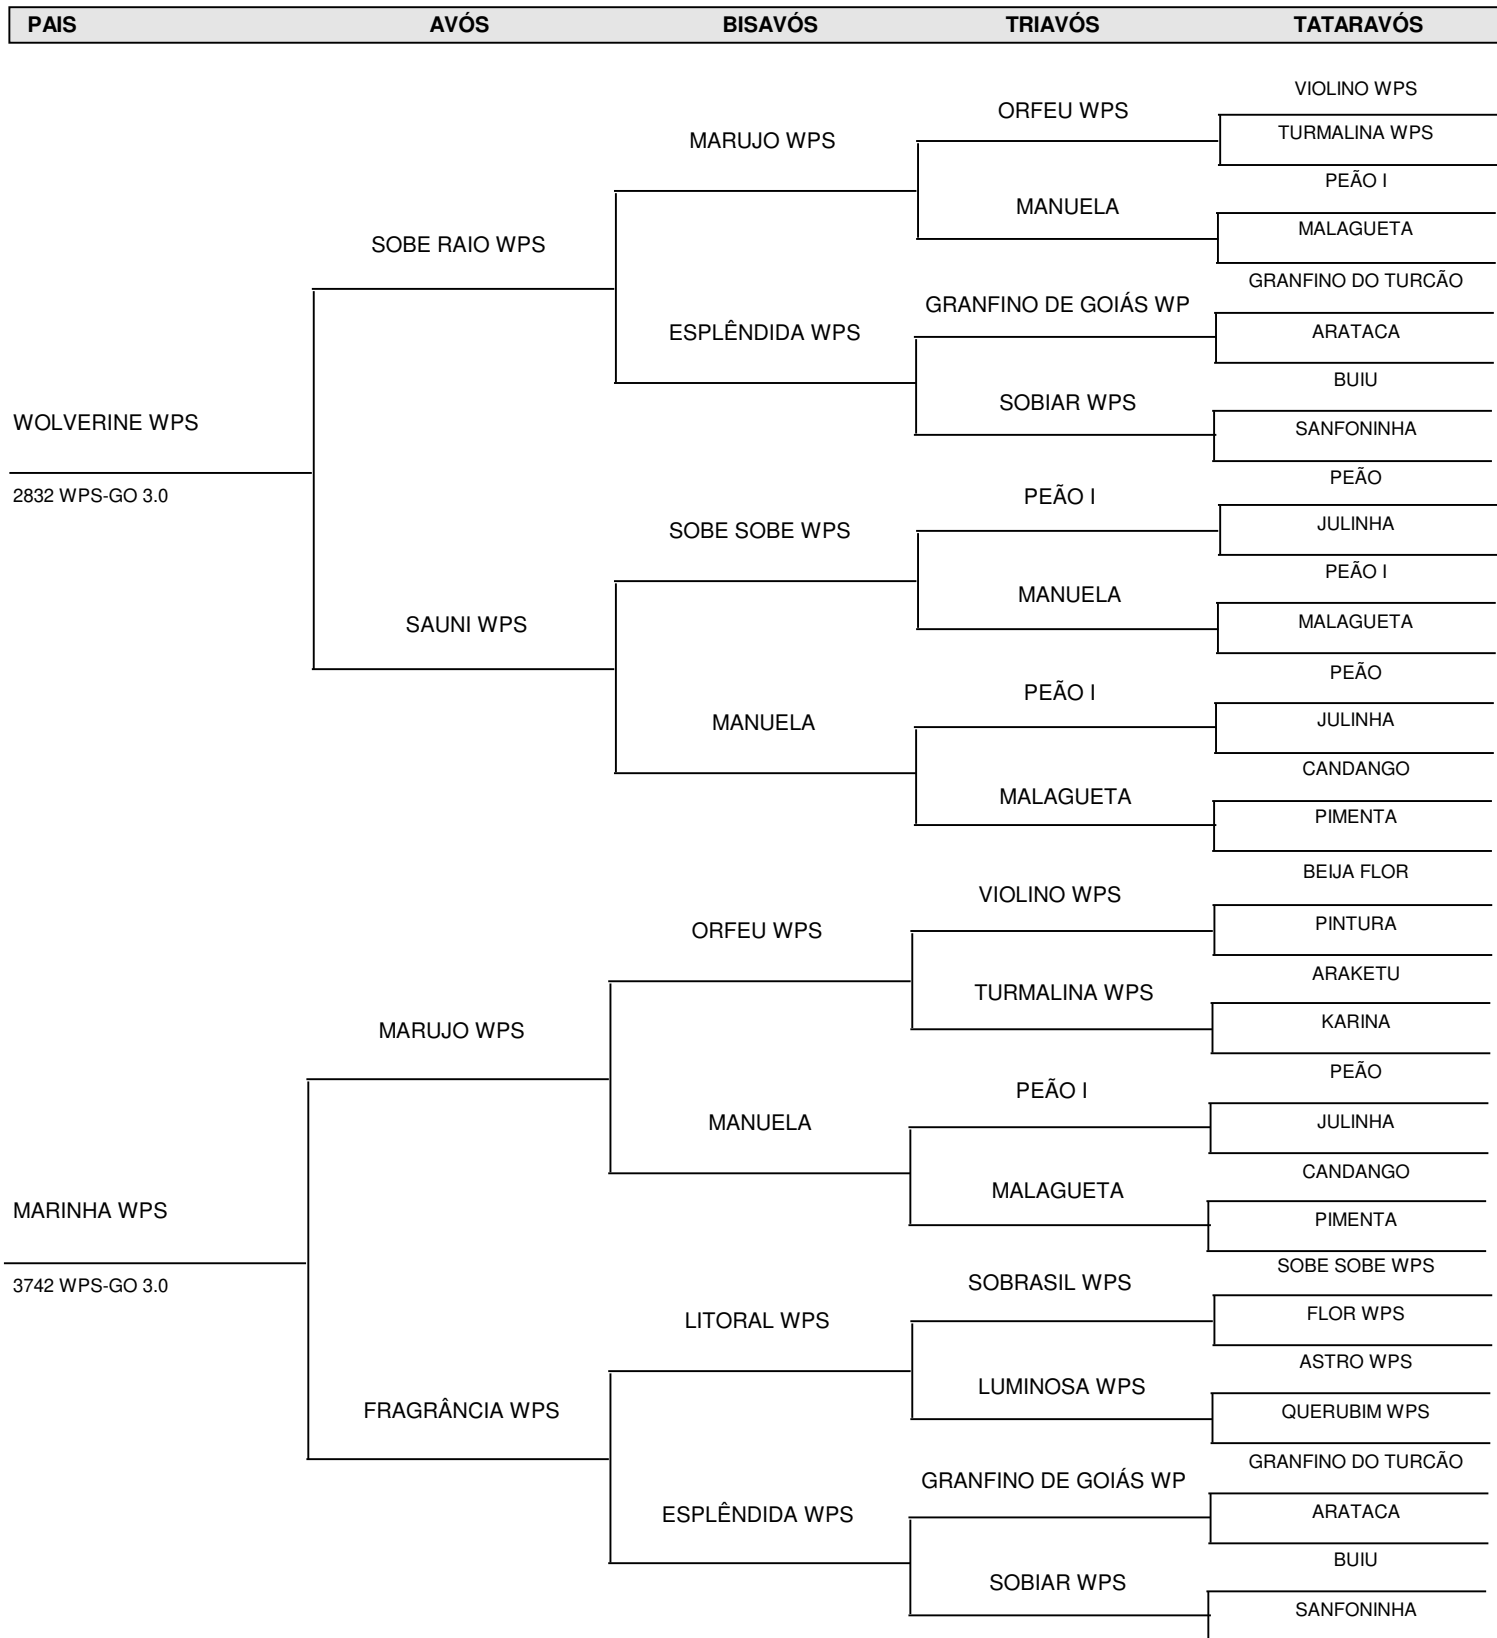 PAIS AVÓS BISAVÓS TRIAVÓS TATARAVÓS
VIOLINO WPS
ORFEU WPS
TURMALINA WPS
MARUJO WPS
PEÃO I
MANUELA
MALAGUETA
SOBE RAIO WPS
GRANFINO DO TURCÃO
GRANFINO DE GOIÁS WP
ARATACA
ESPLÊNDIDA WPS
BUIU
SOBIAR WPS
WOLVERINE WPS
SANFONINHA
PEÃO
2832 WPS-GO 3.0
PEÃO I
JULINHA
SOBE SOBE WPS
PEÃO I
MANUELA
MALAGUETA
SAUNI WPS
PEÃO
PEÃO I
JULINHA
MANUELA
CANDANGO
MALAGUETA
PIMENTA
BEIJA FLOR
VIOLINO WPS
PINTURA
ORFEU WPS
ARAKETU
TURMALINA WPS
KARINA
MARUJO WPS
PEÃO
PEÃO I
JULINHA
MANUELA
CANDANGO
MALAGUETA
MARINHA WPS
PIMENTA
SOBE SOBE WPS
3742 WPS-GO 3.0
SOBRASIL WPS
FLOR WPS
LITORAL WPS
ASTRO WPS
LUMINOSA WPS
FRAGRÂNCIA WPS
QUERUBIM WPS
GRANFINO DO TURCÃO
GRANFINO DE GOIÁS WP
ARATACA
ESPLÊNDIDA WPS
BUIU
SOBIAR WPS
SANFONINHA